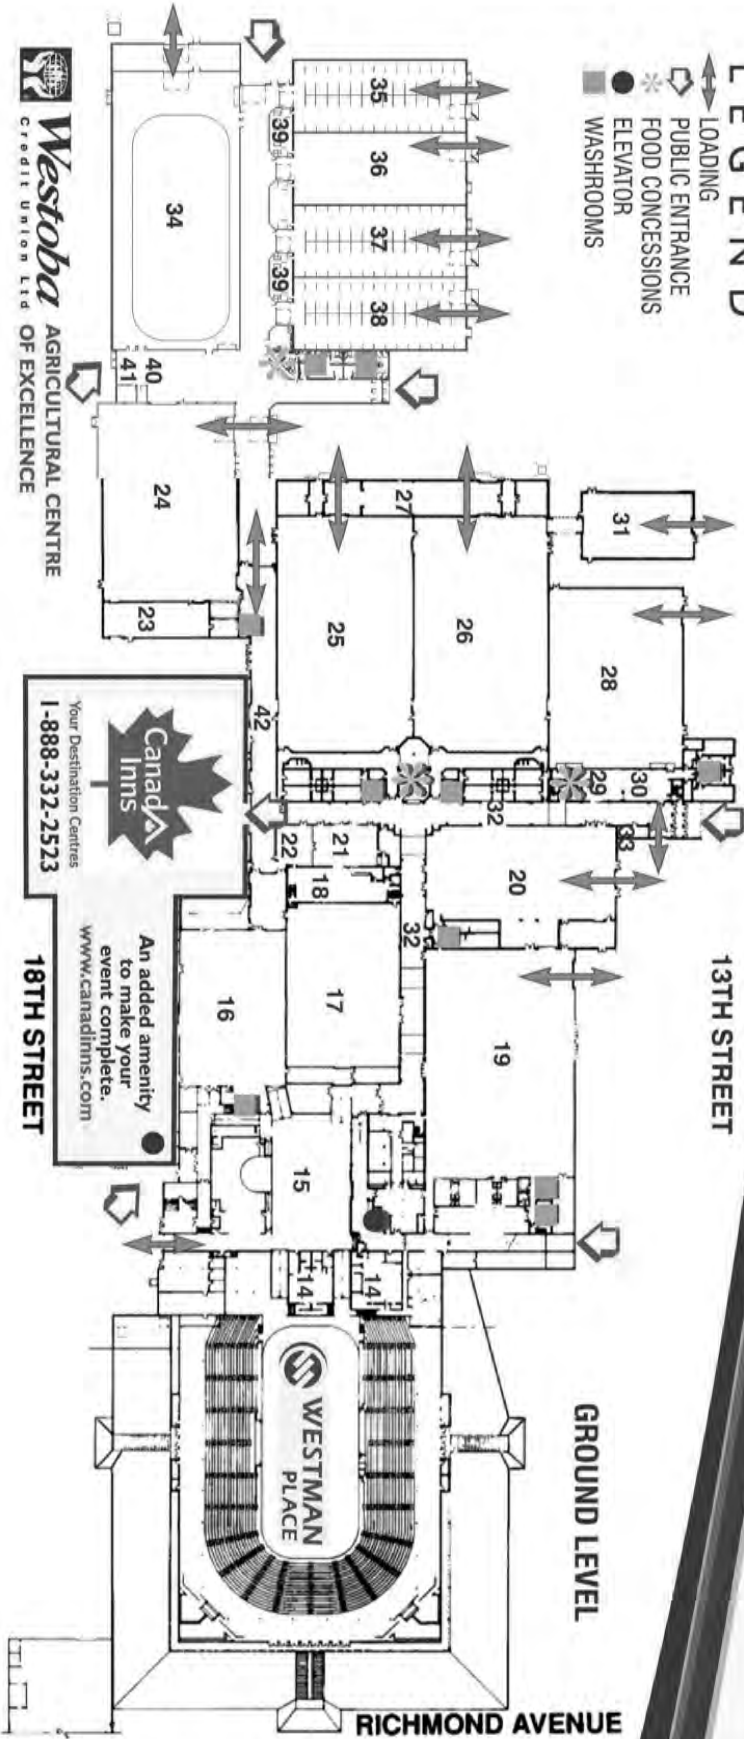 LEGEND
LOADING
PUBLIC ENTRANCE
FOOD CONCESSIONS
ELEVATOR
WASHROOMS
13TH STREET
GROUND LEVEL
35
36
37
38
39
39
34
40
41
31
27
24
23
25
26
28
29
30
33
32
42
22
21
18
20
32
17
16
19
15
14
14
WESTMAN
PLACE
RICHMOND AVENUE
Westoba
Credit Union Ltd
AGRICULTURAL CENTRE
OF EXCELLENCE
Canad
Inns
Your Destination Centres
1-888-332-2523
An added amenity
to make your
event complete.
www.canadinns.com
18TH STREET